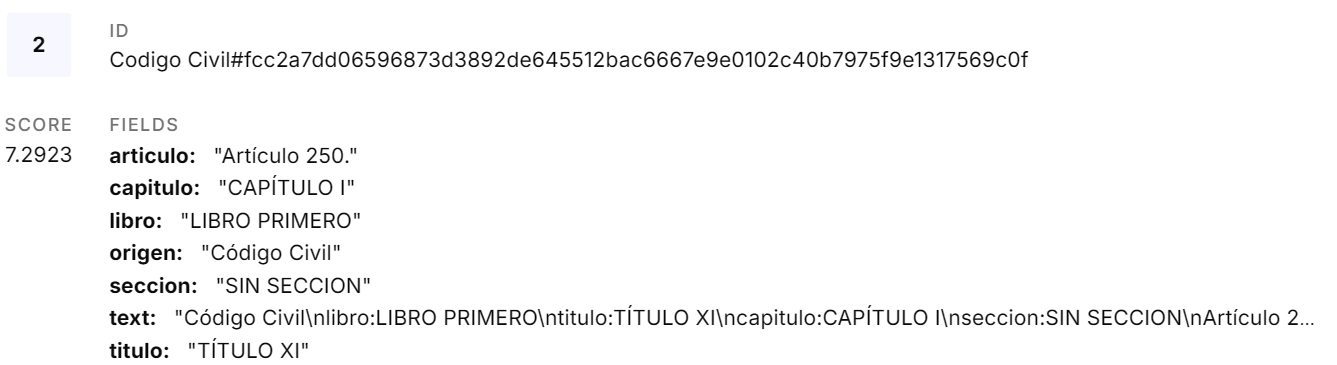 2
ID
Codigo Civil#fcc2a7dd06596873d3892de645512bac6667e9e0102c40b7975f9e1317569c0f
SCORE
7.2923
FIELDS
articulo: "Artículo 250."
capitulo: "CAPÍTULO I"
libro: "LIBRO PRIMERO"
origen: "Código Civil"
seccion: "SIN SECCION"
text: "Código Civil\nlibro:LIBRO PRIMERO\ntitulo:TÍTULO XI\ncapitulo:CAPÍTULO I\nseccion:SIN SECCION\nArtículo 2...
titulo: "TÍTULO XI"